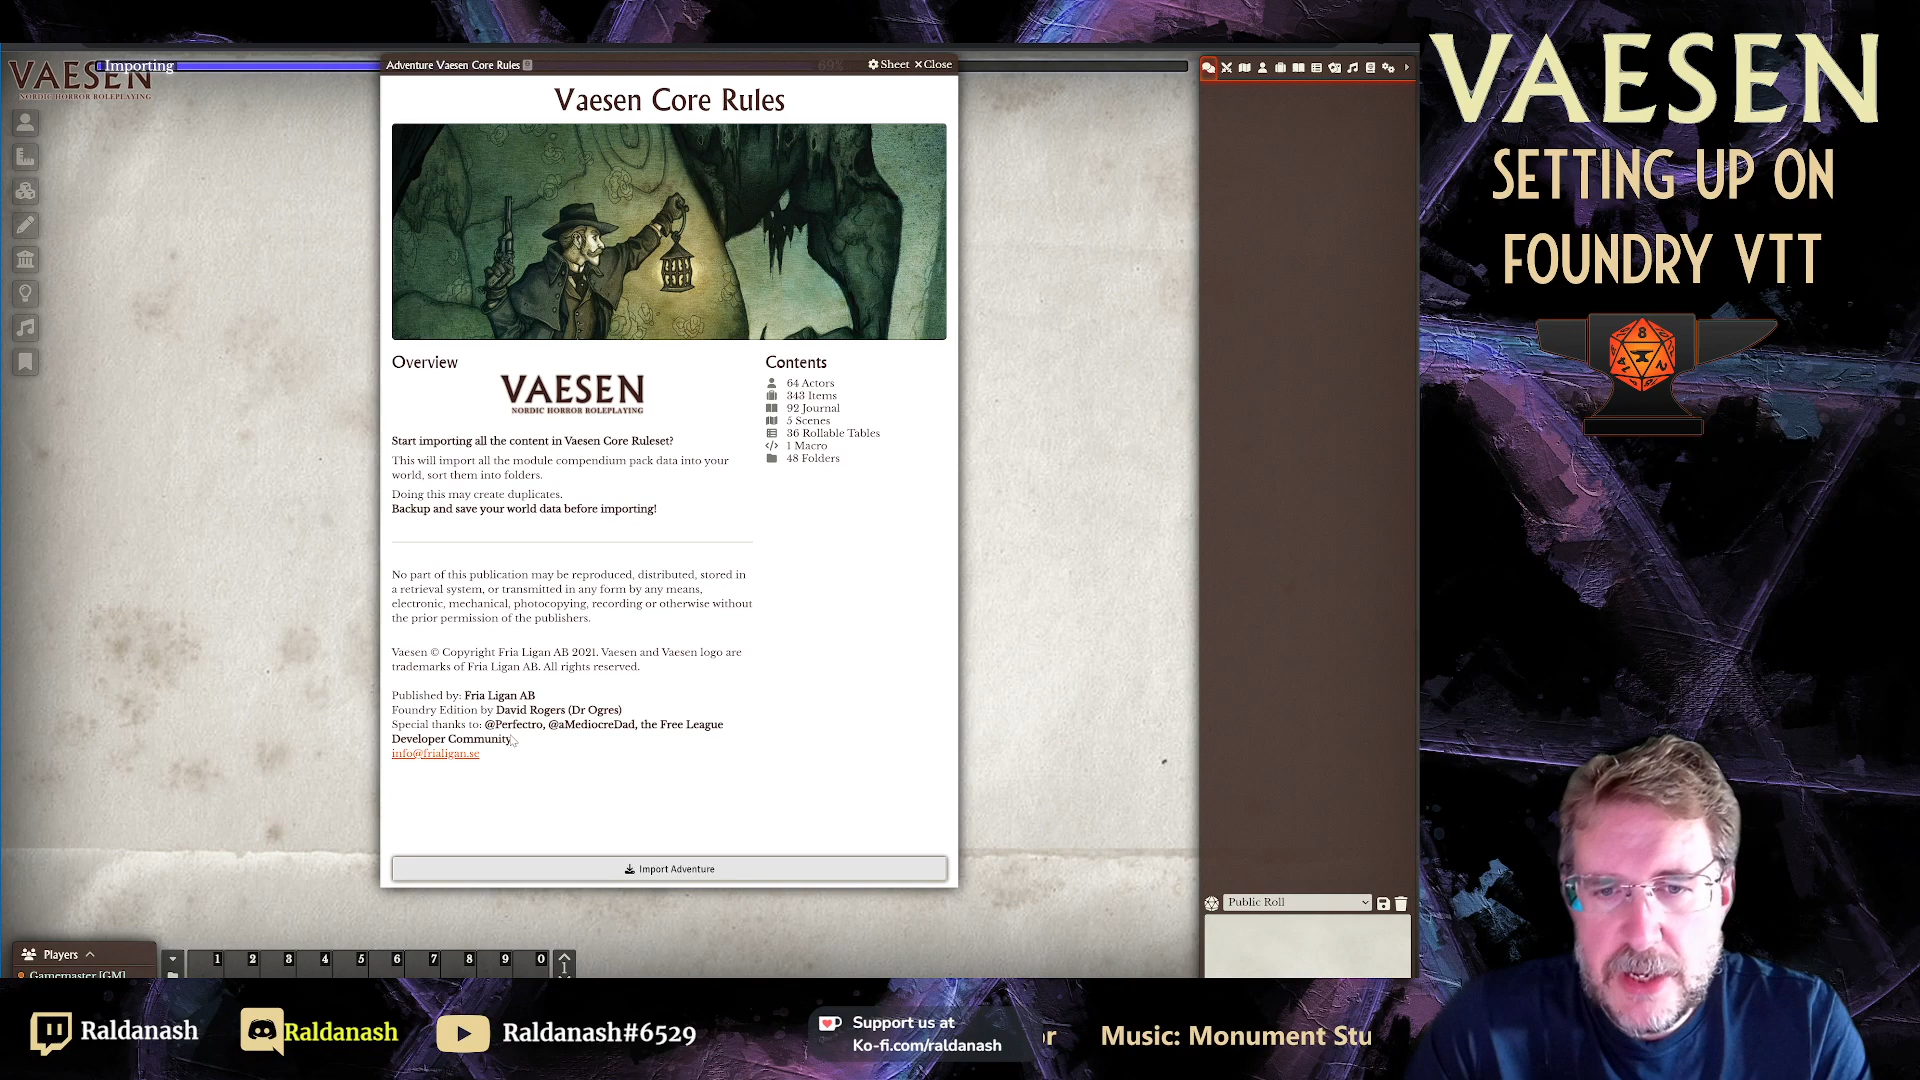 VAESEN
NORDIC HORROR ROLEPLAYING
Importing
69%
Adventure Vaesen Core Rules
Sheet
Close
Vaesen Core Rules
Overview
VAESEN
NORDIC HORROR ROLEPLAYING
Start importing all the content in Vaesen Core Ruleset?
This will import all the module compendium pack data into your
world, sort them into folders.
Doing this may create duplicates.
Backup and save your world data before importing!
No part of this publication may be reproduced, distributed, stored in
a retrieval system, or transmitted in any form by any means,
electronic, mechanical, photocopying, recording or otherwise without
the prior permission of the publishers.
Vaesen © Copyright Fria Ligan AB 2021. Vaesen and Vaesen logo are
trademarks of Fria Ligan AB. All rights reserved.
Published by: Fria Ligan AB
Foundry Edition by David Rogers (Dr Ogres)
Special thanks to: @Perfectro, @aMediocreDad, the Free League
Developer Community
info@frialigan.se
Contents
64 Actors
343 Items
92 Journal
5 Scenes
36 Rollable Tables
1 Macro
48 Folders
Import Adventure
Public Roll
Players
Gamemaster [GM]
1 2 3 4 5 6 7 8 9 0
1
VAESEN
SETTING UP ON
FOUNDRY VTT
8
Raldanash
Raldanash
Raldanash#6529
Support us at
Ko-fi.com/raldanash
or
Music: Monument Stu